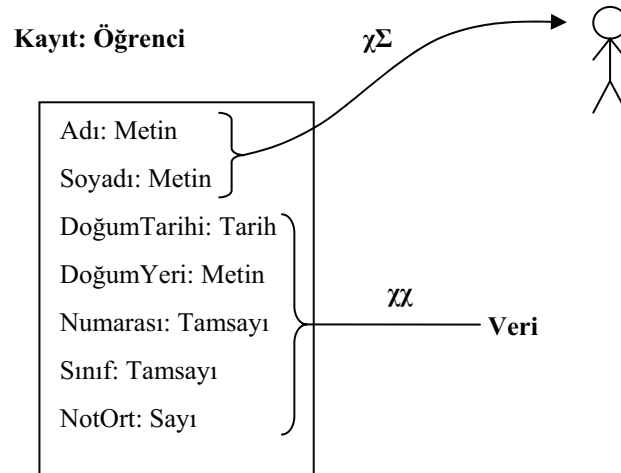 Kayıt: Öğrenci
χΣ
Adı: Metin
Soyadı: Metin
DoğumTarihi: Tarih
DoğumYeri: Metin
χχ
Numarası: Tamsayı
Veri
Sınıf: Tamsayı
NotOrt: Sayı